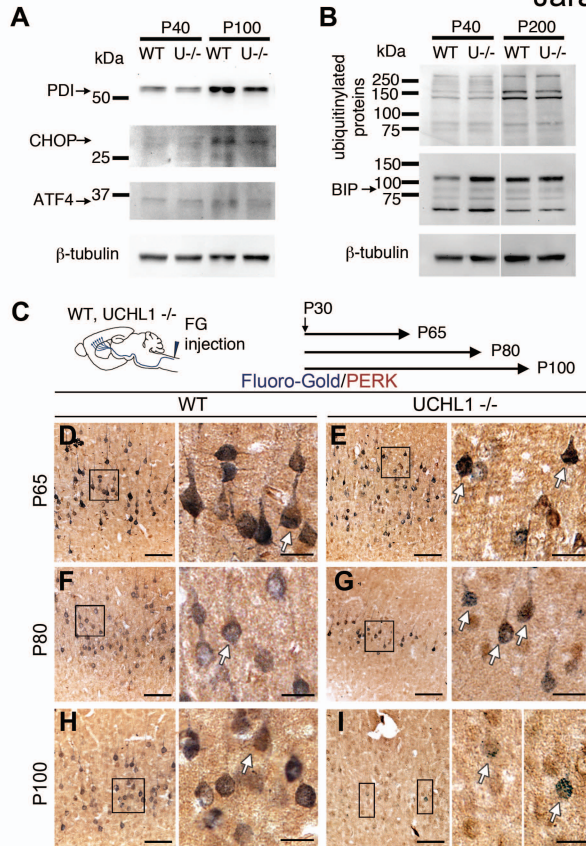 Jara
A
P40 P100
kDa WT U-/- WT U-/-
PDI
50
CHOP
25
ATF4
37
β-tubulin
B
P40 P200
kDa WT U-/- WT U-/-
ubiquitinylated
proteins
250
150
100
75
150
100
BIP
75
β-tubulin
C
WT, UCHL1 -/-
FG
injection
P30
P65
P80
P100
Fluoro-Gold/PERK
WT UCHL1 -/-
P65
D
E
P80
F
G
P100
H
I